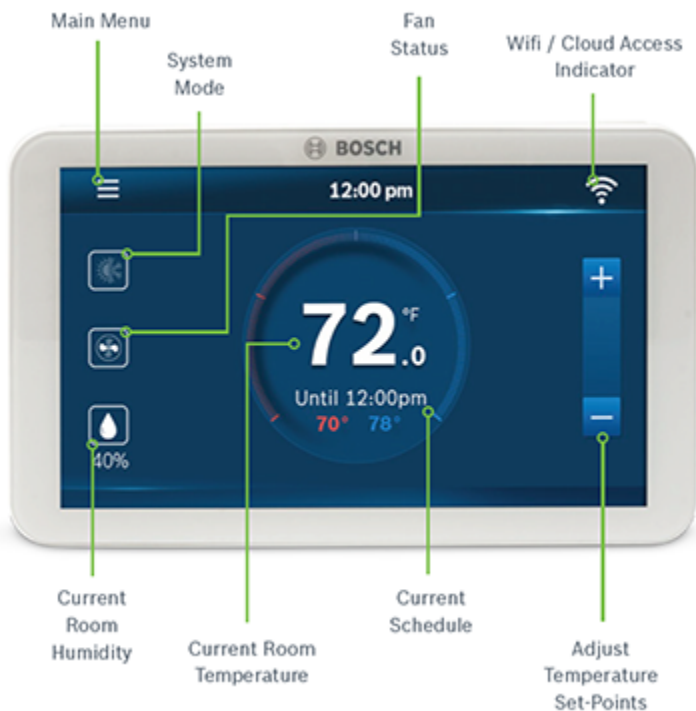 Main Menu
System
Mode
Fan
Status
Wifi / Cloud Access
Indicator
BOSCH
12:00 pm
72.0 °F
Until 12:00pm
70° 78°
+
−
40%
Current
Room
Humidity
Current Room
Temperature
Current
Schedule
Adjust
Temperature
Set-Points